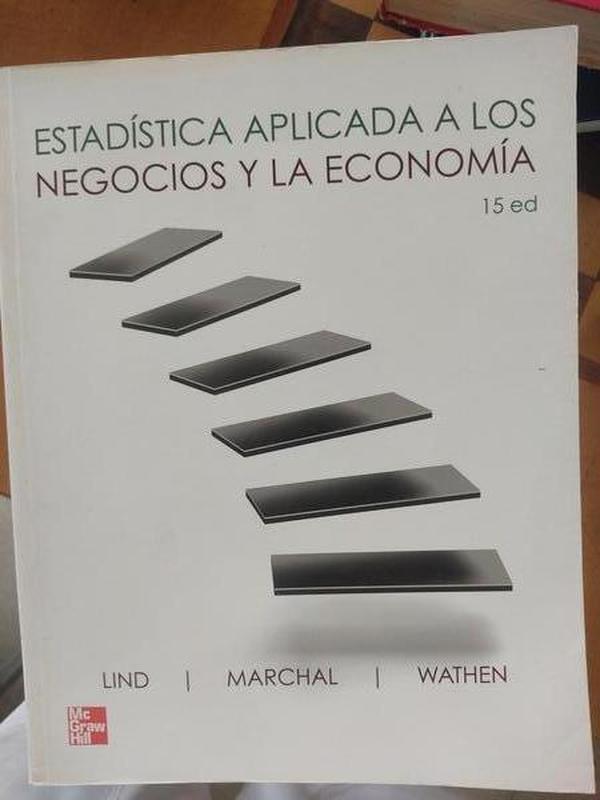 ESTADÍSTICA APLICADA A LOS
NEGOCIOS Y LA ECONOMÍA
15 ed
LIND | MARCHAL | WATHEN
Mc
Graw
Hill